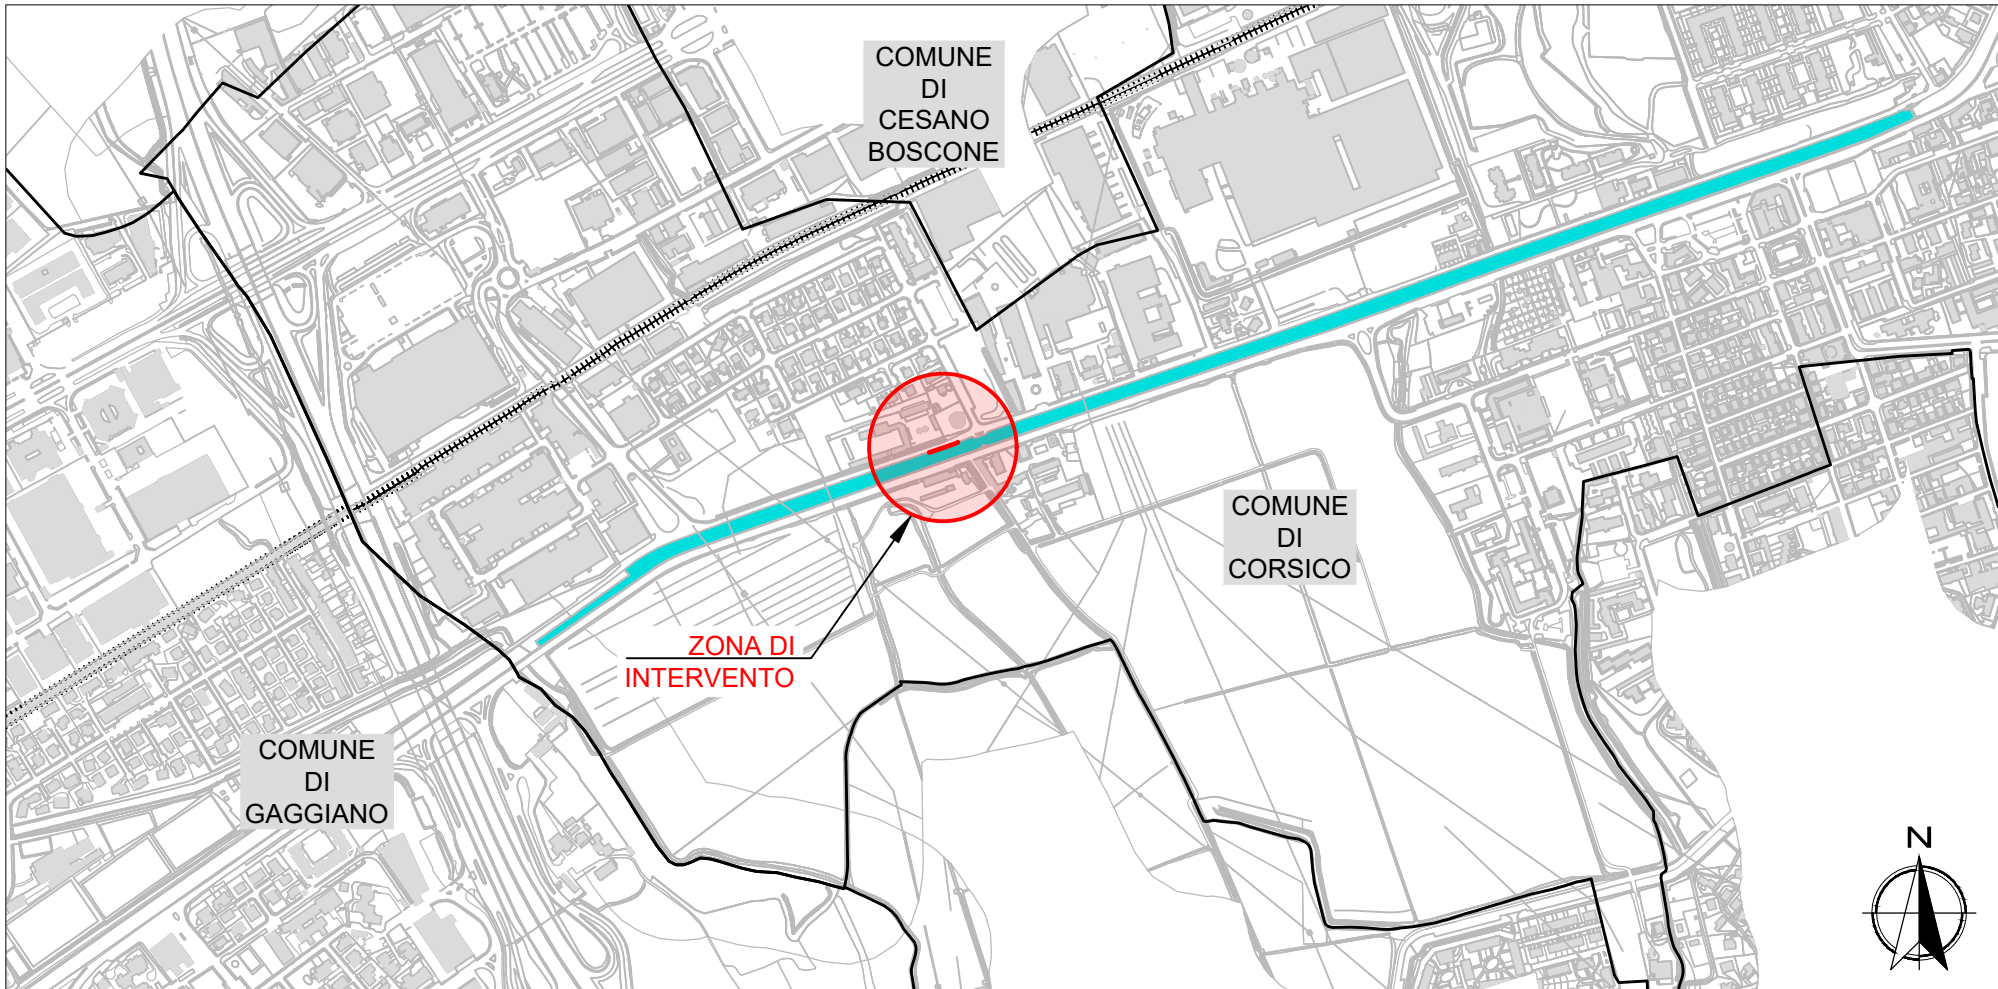 COMUNE
DI
CESANO
BOSCONE
COMUNE
DI
CORSICO
ZONA DI
INTERVENTO
COMUNE
DI
GAGGIANO
N